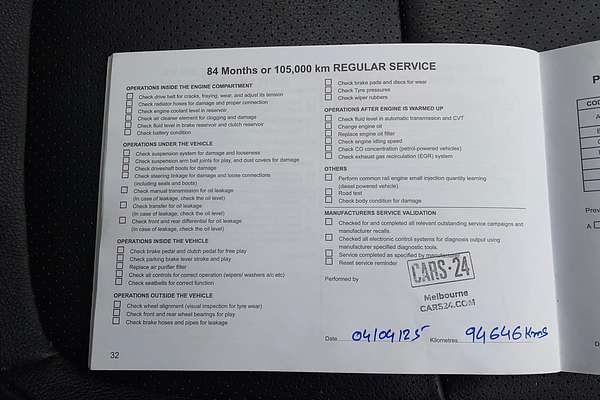 84 Months or 105,000 km REGULAR SERVICE
OPERATIONS INSIDE THE ENGINE COMPARTMENT
Check drive belt for cracks, fraying, wear, and adjust its tension
Check radiator hoses for damage and proper connection
Check engine coolant level in reservoir
Check air cleaner element for clogging and damage
Check fluid level in brake reservoir and clutch reservoir
Check battery condition
OPERATIONS UNDER THE VEHICLE
Check suspension system for damage and looseness
Check suspension arm ball joints for play, and dust covers for damage
Check driveshaft boots for damage
Check steering linkage for damage and loose connections
(including seals and boots)
Check manual transmission for oil leakage
(In case of leakage, check the oil level)
Check transfer for oil leakage
(In case of leakage, check the oil level)
Check front and rear differential for oil leakage
(In case of leakage, check the oil level)
OPERATIONS INSIDE THE VEHICLE
Check brake pedal and clutch pedal for free play
Check parking brake lever stroke and play
Replace air purifier filter
Check all controls for correct operation (wipers/ washers a/c etc)
Check seatbelts for correct function
OPERATIONS OUTSIDE THE VEHICLE
Check wheel alignment (visual inspection for tyre wear)
Check front and rear wheel bearings for play
Check brake hoses and pipes for leakage
32
Check brake pads and discs for wear
Check Tyre pressures
Check wiper rubbers
OPERATIONS AFTER ENGINE IS WARMED UP
Check fluid level in automatic transmission and CVT
Change engine oil
Replace engine oil filter
Check engine idling speed
Check CO concentration (petrol-powered vehicles)
Check exhaust gas recirculation (EGR) system
OTHERS
Perform common rail engine small injection quantity learning
(diesel powered vehicle)
Road test
Check body condition for damage
MANUFACTURERS SERVICE VALIDATION
Checked for and completed all relevant outstanding service campaigns and
manufacturer recalls.
Checked all electronic control systems for diagnosis output using
manufacturer specified diagnostic tools.
Service completed as specified by manufacturer
Reset service reminder
Performed by
CARS·24
Melbourne
CARS24.COM
Date 04/04/25 Kilometres 94646 Kms
P
COD
Prev
A